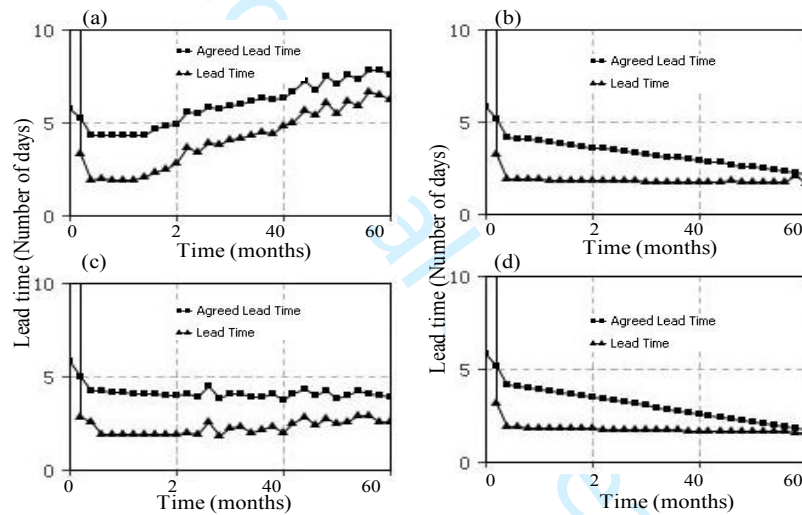 (a)
10
Agreed Lead Time
Lead Time
5
0
0 2 40 60
Time (months)
(b)
10
Agreed Lead Time
Lead Time
5
0
0 2 40 60
Time (months)
Lead time (Number of days)
Lead time (Number of days)
(c)
10
Agreed Lead Time
Lead Time
5
0
0 2 40 60
Time (months)
(d)
10
Agreed Lead Time
Lead Time
5
0
0 2 40 60
Time (months)